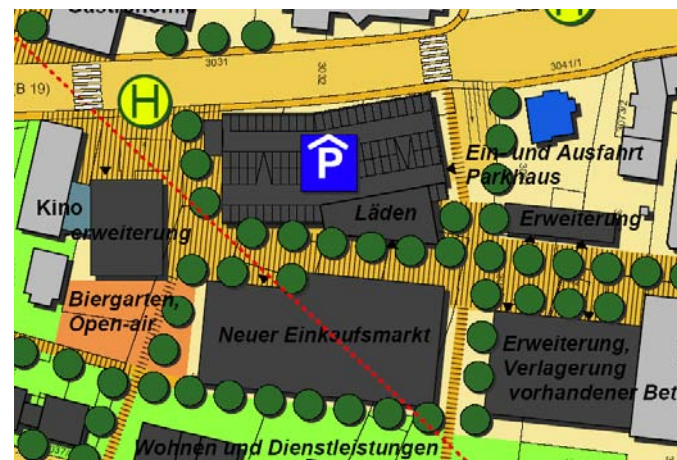 Gastronomie
H
3031
3032
3041/1
(B 19)
H
P
Ein- und Ausfahrt
Parkhaus
Kino
erweiterung
Läden
Erweiterung
Biergarten,
Open-air
Neuer Einkaufsmarkt
Erweiterung,
Verlagerung
vorhandener Bet
Wohnen und Dienstleistungen